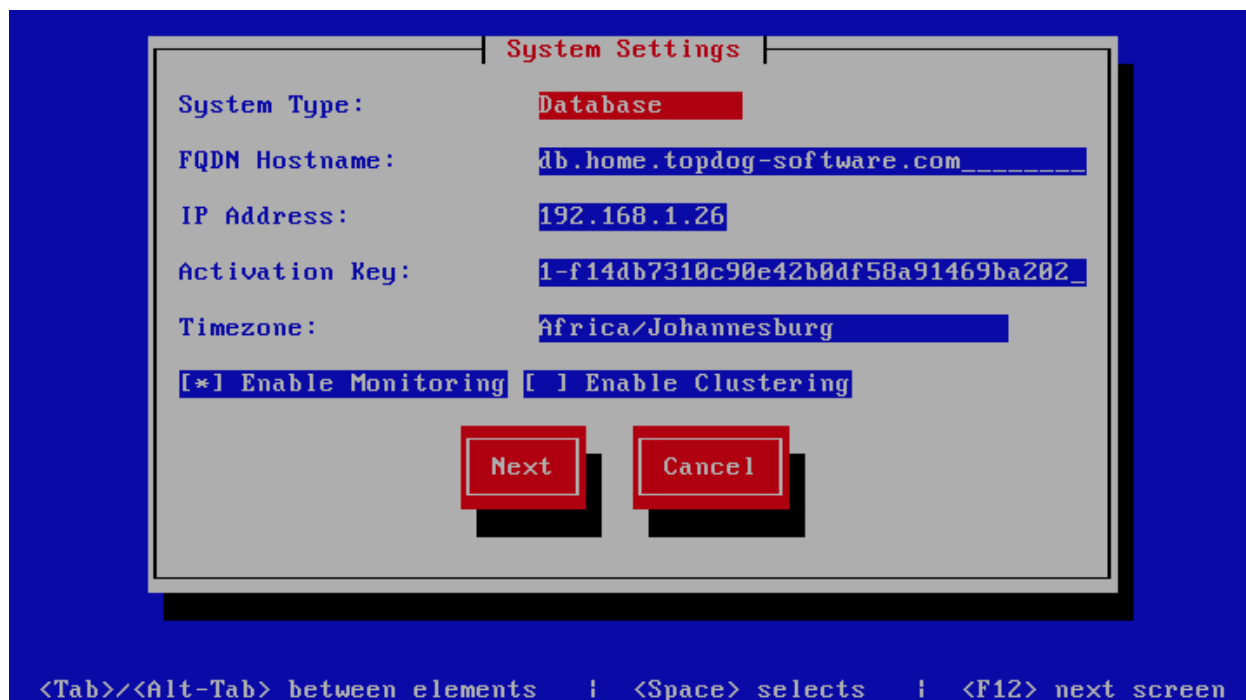 System Settings
System Type: Database
FQDN Hostname: db.home.topdog-software.com________
IP Address: 192.168.1.26
Activation Key: 1-f14db7310c90e42b0df58a91469ba202_
Timezone: Africa/Johannesburg
[*] Enable Monitoring [ ] Enable Clustering
Next Cancel
<Tab>/<Alt-Tab> between elements | <Space> selects | <F12> next screen